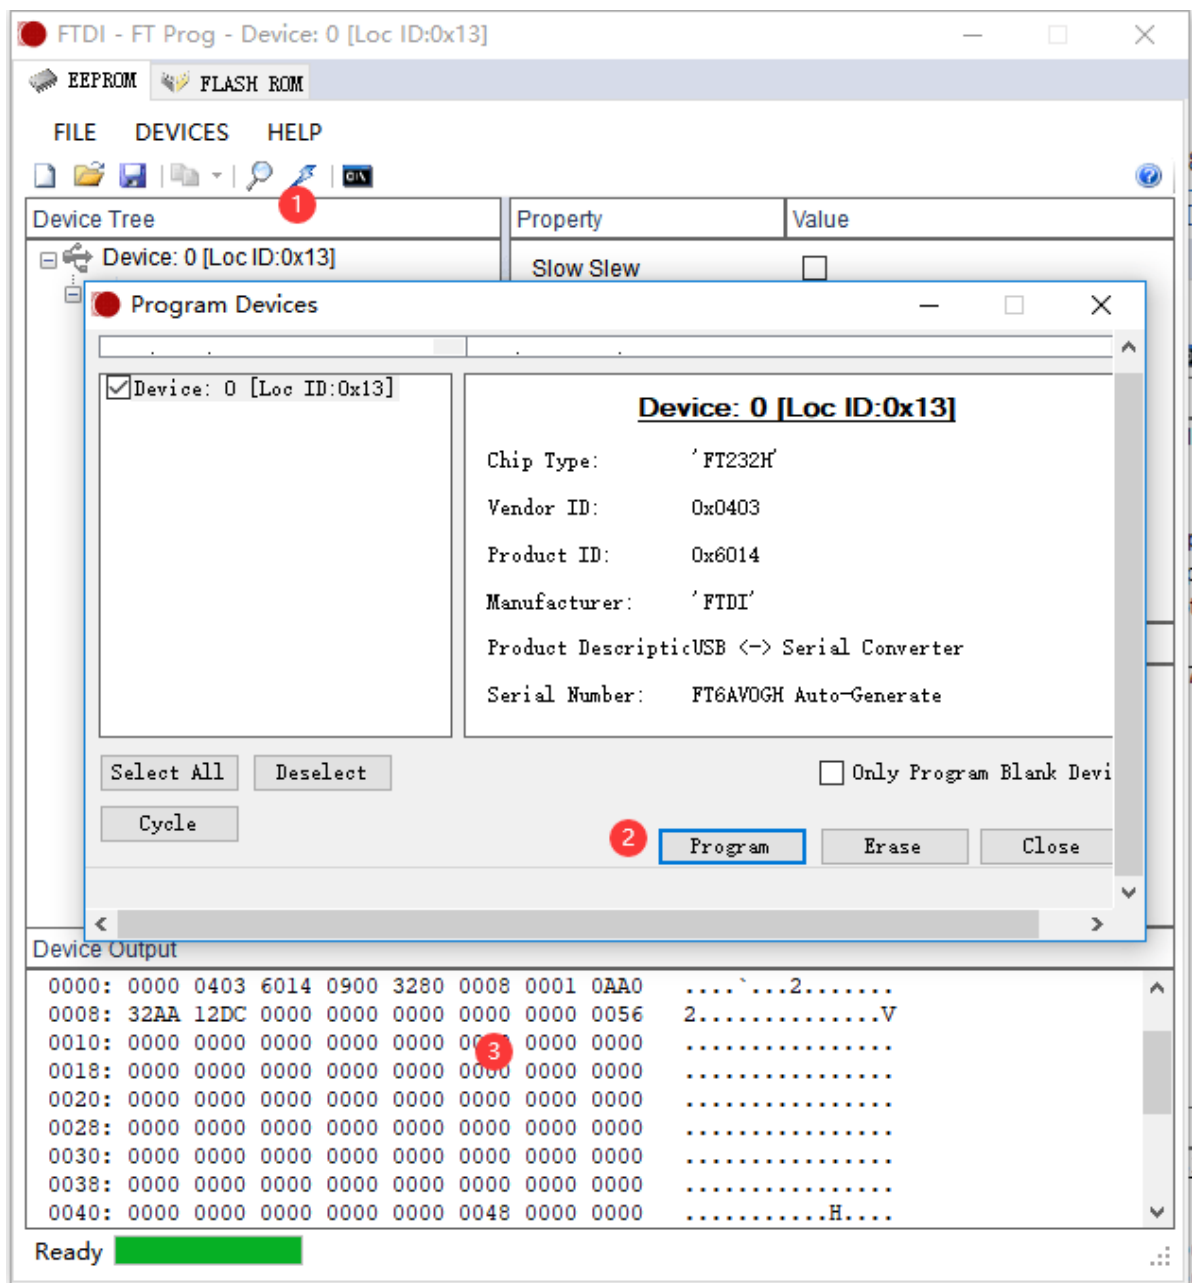 FTDI - FT Prog - Device: 0 [Loc ID:0x13]
EEPROM FLASH ROM
FILE DEVICES HELP
1
Device Tree Property Value
Device: 0 [Loc ID:0x13]
Slow Slew
Program Devices
Device: 0 [Loc ID:0x13]
Device: 0 [Loc ID:0x13]
Chip Type: 'FT232H'
Vendor ID: 0x0403
Product ID: 0x6014
Manufacturer: 'FTDI'
Product Descriptic USB <-> Serial Converter
Serial Number: FT6AVOGH Auto-Generate
Select All Deselect Only Program Blank Devi
Cycle
2 Program Erase Close
Device Output
0000: 0000 0403 6014 0900 3280 0008 0001 0AA0 ....`...2.......
0008: 32AA 12DC 0000 0000 0000 0000 0000 0056 2..............V
0010: 0000 0000 0000 0000 0000 0000 0000 ................
3
0018: 0000 0000 0000 0000 0000 0000 0000 0000 ................
0020: 0000 0000 0000 0000 0000 0000 0000 0000 ................
0028: 0000 0000 0000 0000 0000 0000 0000 0000 ................
0030: 0000 0000 0000 0000 0000 0000 0000 0000 ................
0038: 0000 0000 0000 0000 0000 0000 0000 0000 ................
0040: 0000 0000 0000 0000 0000 0048 0000 0000 ...........H....
Ready